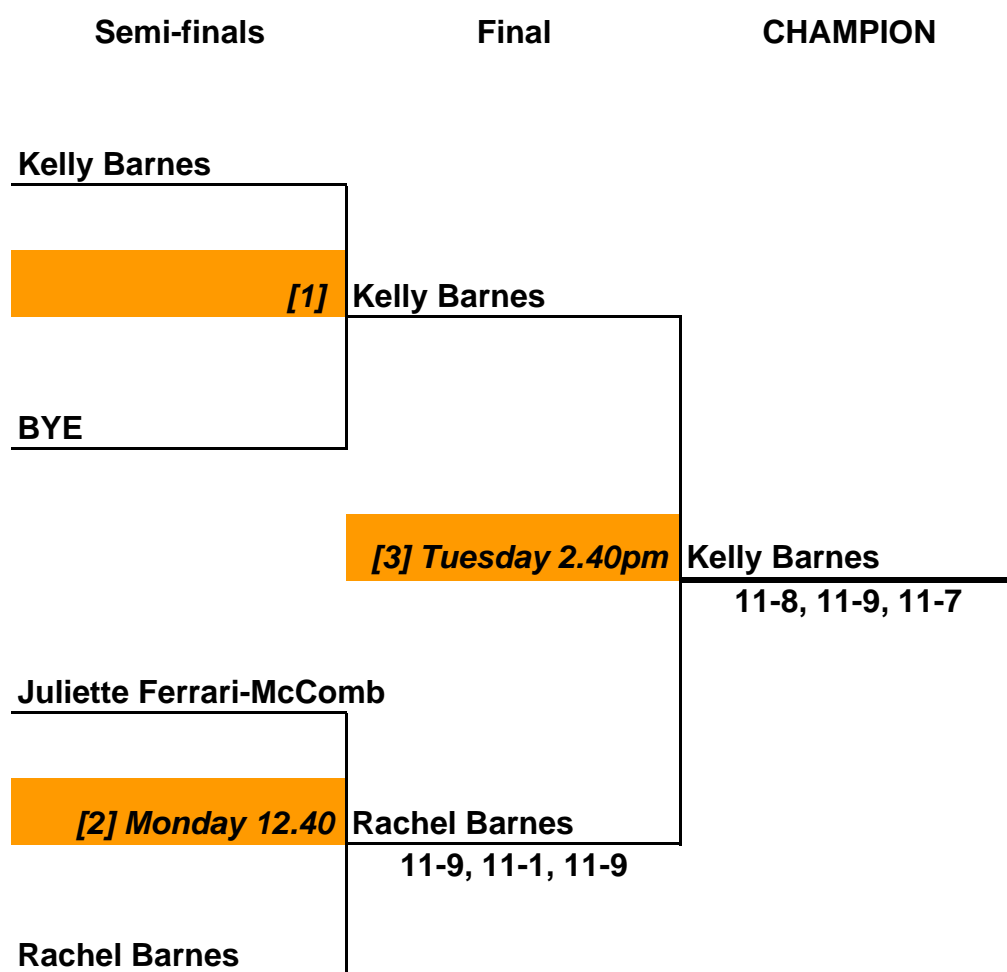 Semi-finals Final CHAMPION
Kelly Barnes
[1] Kelly Barnes
BYE
[3] Tuesday 2.40pm Kelly Barnes
11-8, 11-9, 11-7
Juliette Ferrari-McComb
[2] Monday 12.40 Rachel Barnes
11-9, 11-1, 11-9
Rachel Barnes